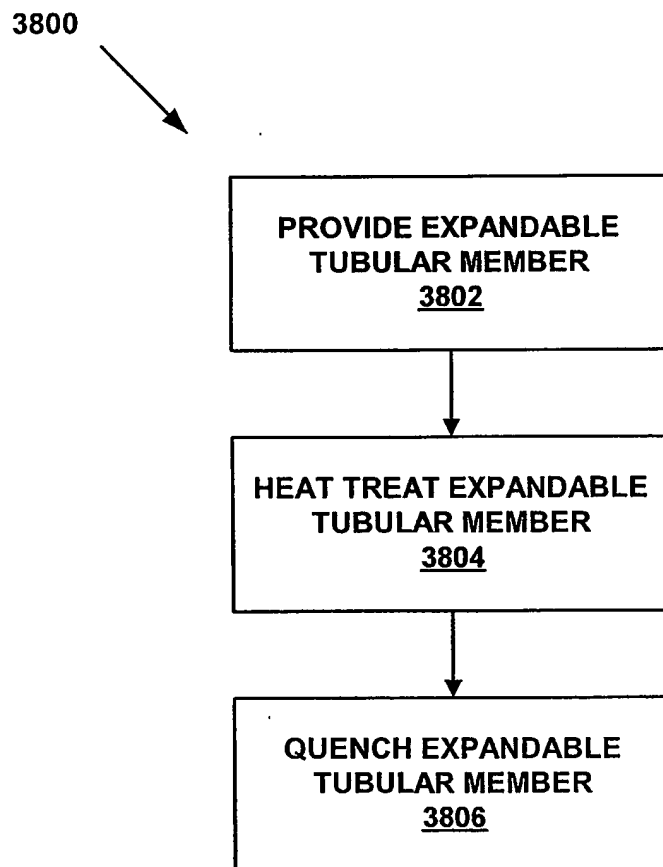 3800
PROVIDE EXPANDABLE
TUBULAR MEMBER
3802
HEAT TREAT EXPANDABLE
TUBULAR MEMBER
3804
QUENCH EXPANDABLE
TUBULAR MEMBER
3806